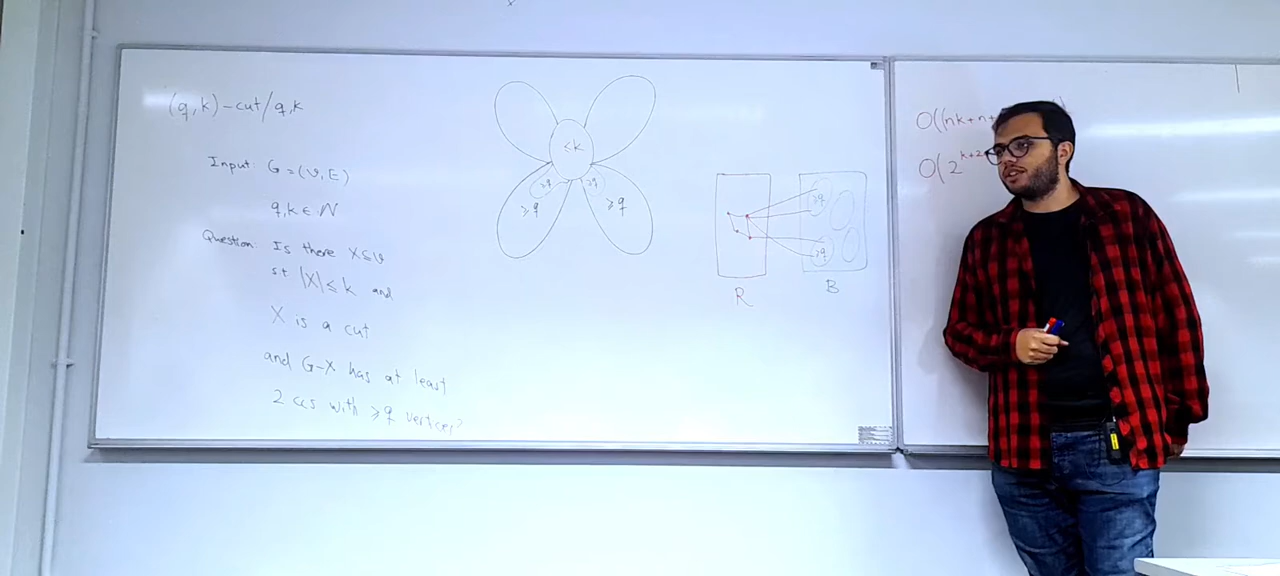 (q,k)-cut/q,k
Input: G=(V,E)
q,k∈N
Question: Is there X⊆V
s.t |X|≤k and
X is a cut
and G-X has at least
2 ccs with ≥q vertices?
≤k
≥q ≥q
≥q ≥q
≥q
≥q
R B
O((nk+n+
O(2^{k+2